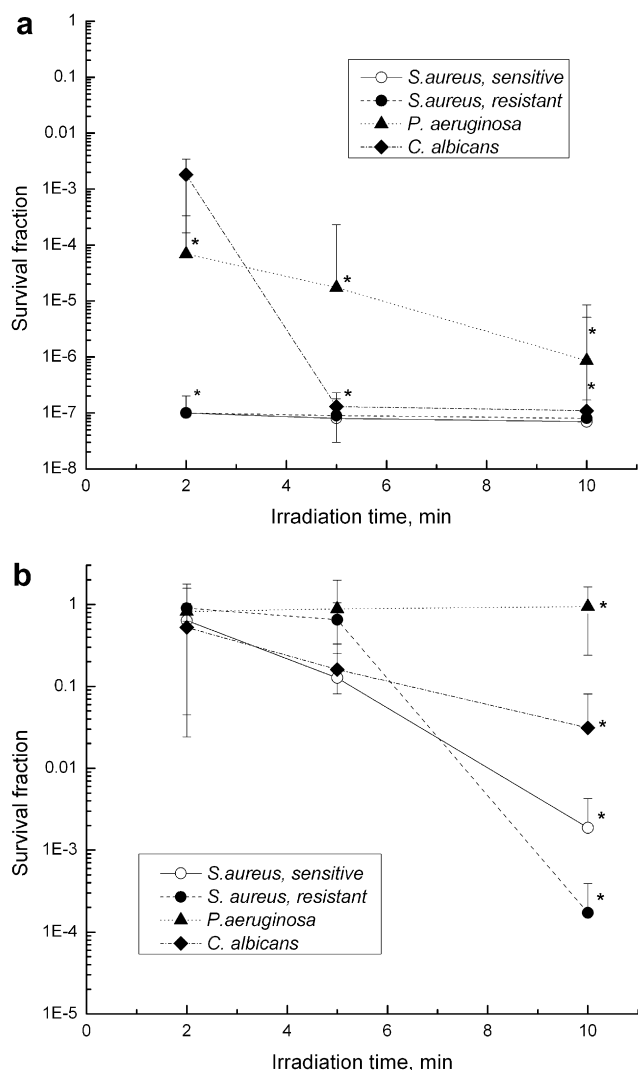 a
1
0.1
0.01
1E-3
1E-4
1E-5
1E-6
1E-7
1E-8
Survival fraction
S.aureus, sensitive
S.aureus, resistant
P. aeruginosa
C. albicans
*
*
*
*
*
0 2 4 6 8 10
Irradiation time, min
b
1
0.1
0.01
1E-3
1E-4
1E-5
Survival fraction
*
*
*
*
S.aureus, sensitive
S. aureus, resistant
P.aeruginosa
C. albicans
0 2 4 6 8 10
Irradiation time, min